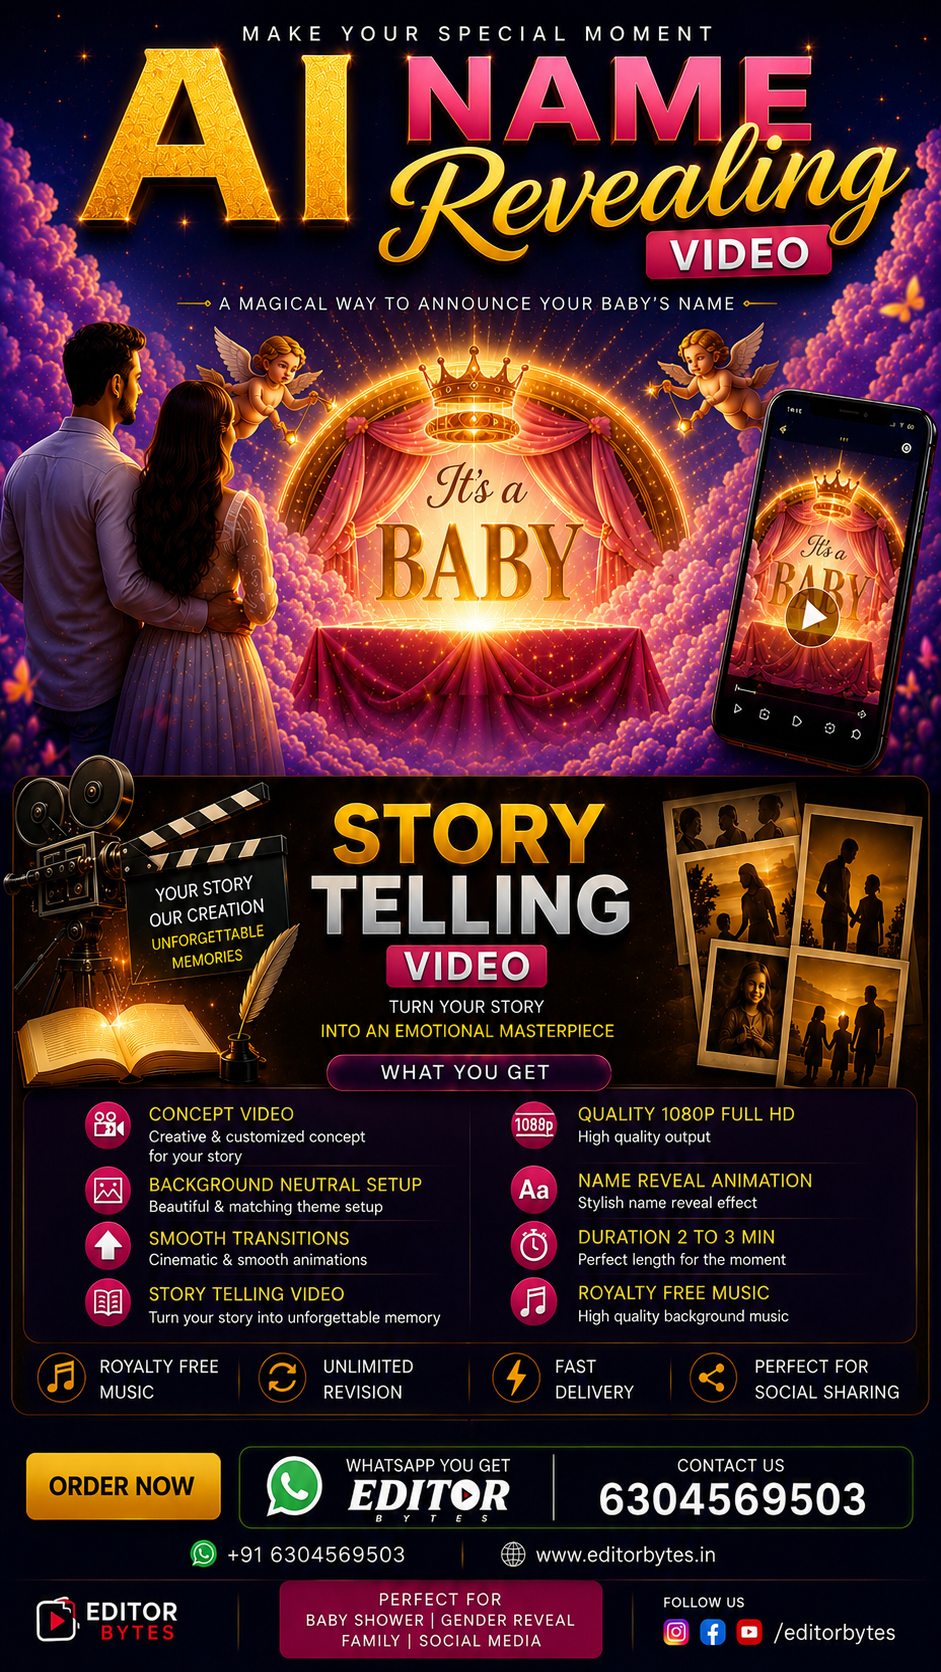 MAKE YOUR SPECIAL MOMENT
AI NAME
Revealing
VIDEO
A MAGICAL WAY TO ANNOUNCE YOUR BABY'S NAME
It's a
BABY
It's a
BABY
YOUR STORY
OUR CREATION
UNFORGETTABLE
MEMORIES
STORY
TELLING
VIDEO
TURN YOUR STORY
INTO AN EMOTIONAL MASTERPIECE
WHAT YOU GET
CONCEPT VIDEO
Creative & customized concept
for your story
BACKGROUND NEUTRAL SETUP
Beautiful & matching theme setup
SMOOTH TRANSITIONS
Cinematic & smooth animations
STORY TELLING VIDEO
Turn your story into unforgettable memory
1088p
QUALITY 1080P FULL HD
High quality output
Aa
NAME REVEAL ANIMATION
Stylish name reveal effect
DURATION 2 TO 3 MIN
Perfect length for the moment
ROYALTY FREE MUSIC
High quality background music
ROYALTY FREE
MUSIC
UNLIMITED
REVISION
FAST
DELIVERY
PERFECT FOR
SOCIAL SHARING
ORDER NOW
WHATSAPP YOU GET
EDITOR
BYTES
CONTACT US
6304569503
+91 6304569503
www.editorbytes.in
EDITOR
BYTES
PERFECT FOR
BABY SHOWER | GENDER REVEAL
FAMILY | SOCIAL MEDIA
FOLLOW US
/editorbytes